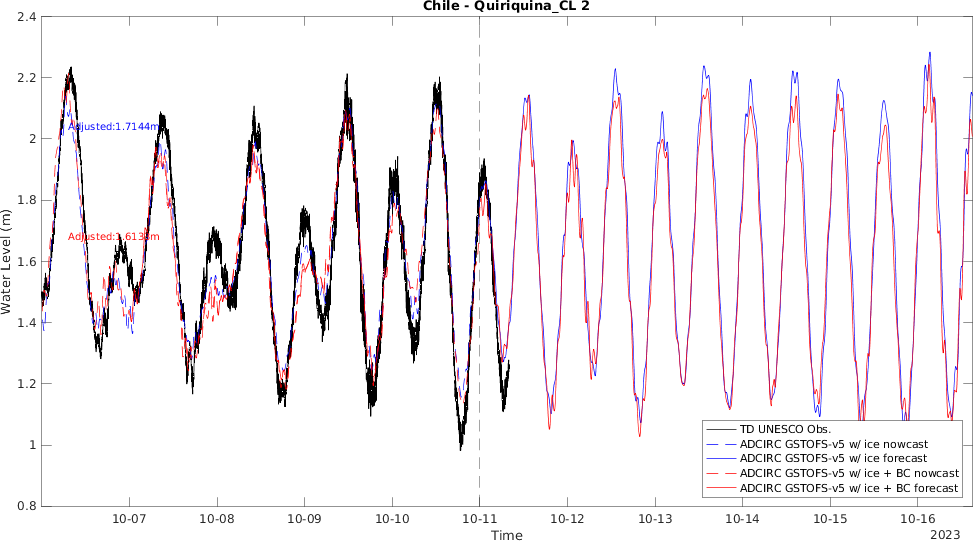 Chile - Quiriquina_CL 2
2.4
2.2
2
1.8
1.6
1.4
1.2
1
0.8
Water Level (m)
Adjusted:1.7144m
Adjusted:1.613 m
TD UNESCO Obs.
ADCIRC GSTOFS-v5 w/ ice nowcast
ADCIRC GSTOFS-v5 w/ ice forecast
ADCIRC GSTOFS-v5 w/ ice + BC nowcast
ADCIRC GSTOFS-v5 w/ ice + BC forecast
10-07 10-08 10-09 10-10 10-11 10-12 10-13 10-14 10-15 10-16
Time
2023